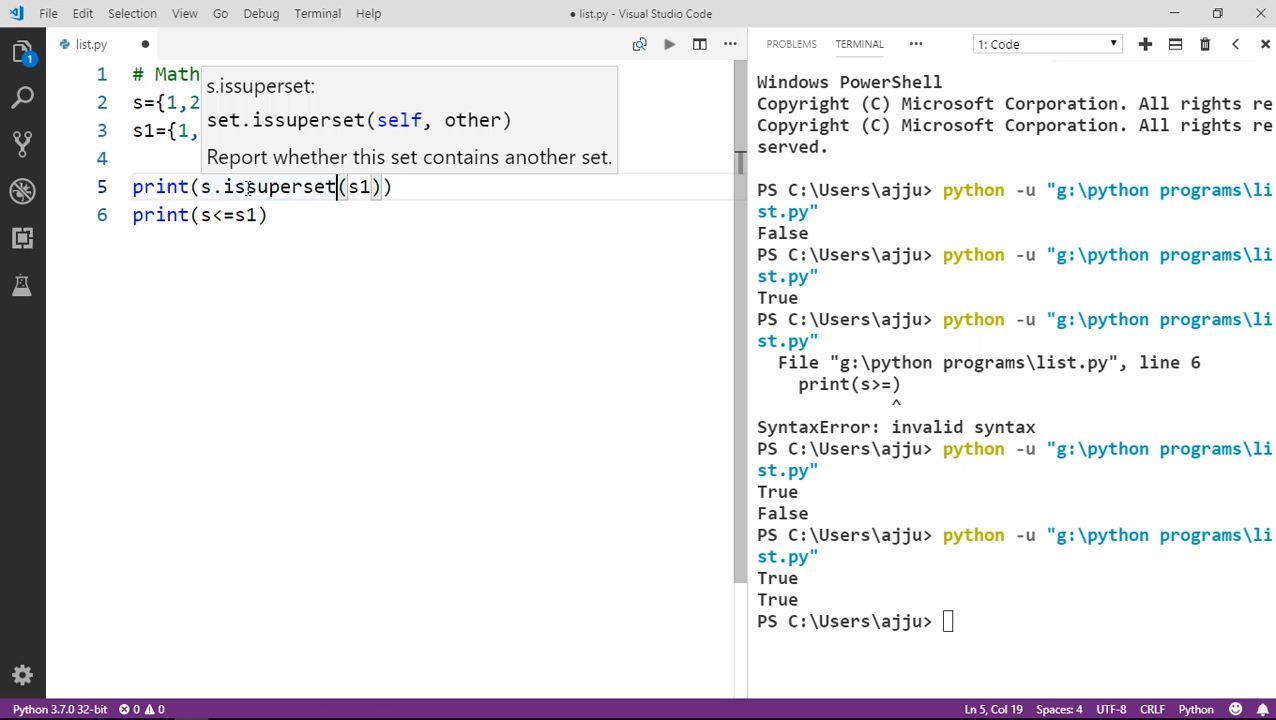 File Edit Selection View Go Debug Terminal Help
● list.py - Visual Studio Code
list.py
PROBLEMS TERMINAL ··· 1: Code
1 # Math
2 s={1,2
3 s1={1,
4
5 print(s.issuperset(s1))
6 print(s<=s1)
s.issuperset:
set.issuperset(self, other)
Report whether this set contains another set.
Windows PowerShell
Copyright (C) Microsoft Corporation. All rights re
Copyright (C) Microsoft Corporation. All rights re
served.
PS C:\Users\ajju> python -u "g:\python programs\li
st.py"
False
PS C:\Users\ajju> python -u "g:\python programs\li
st.py"
True
PS C:\Users\ajju> python -u "g:\python programs\li
st.py"
File "g:\python programs\list.py", line 6
print(s>=)
^
SyntaxError: invalid syntax
PS C:\Users\ajju> python -u "g:\python programs\li
st.py"
True
False
PS C:\Users\ajju> python -u "g:\python programs\li
st.py"
True
True
PS C:\Users\ajju>
1
Python 3.7.0 32-bit 0 0
Ln 5, Col 19 Spaces: 4 UTF-8 CRLF Python